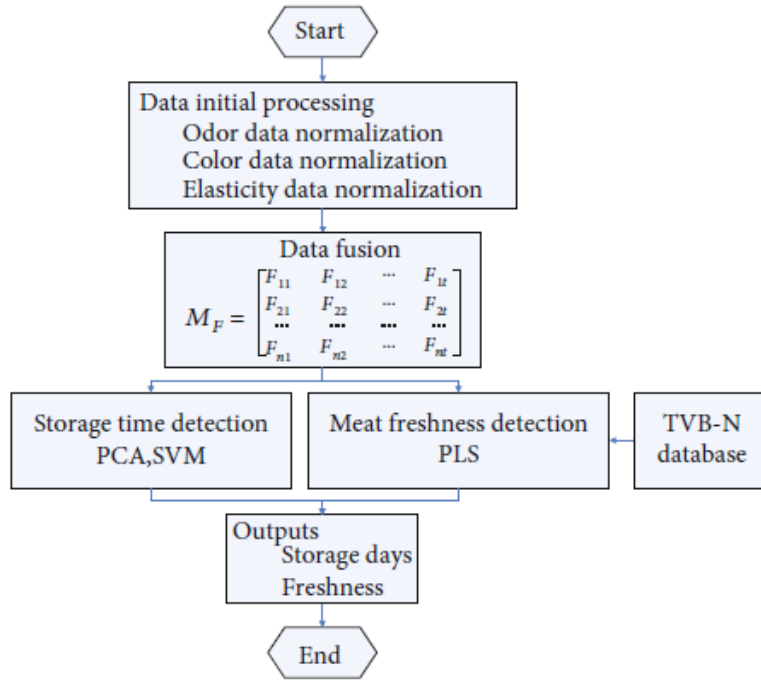 Start
Data initial processing
Odor data normalization
Color data normalization
Elasticity data normalization
Data fusion
M_F = [F_11 F_12 ... F_1t
F_21 F_22 ... F_2t
... ... ... ...
F_n1 F_n2 ... F_nt]
Storage time detection
PCA,SVM
Meat freshness detection
PLS
TVB-N
database
Outputs
Storage days
Freshness
End